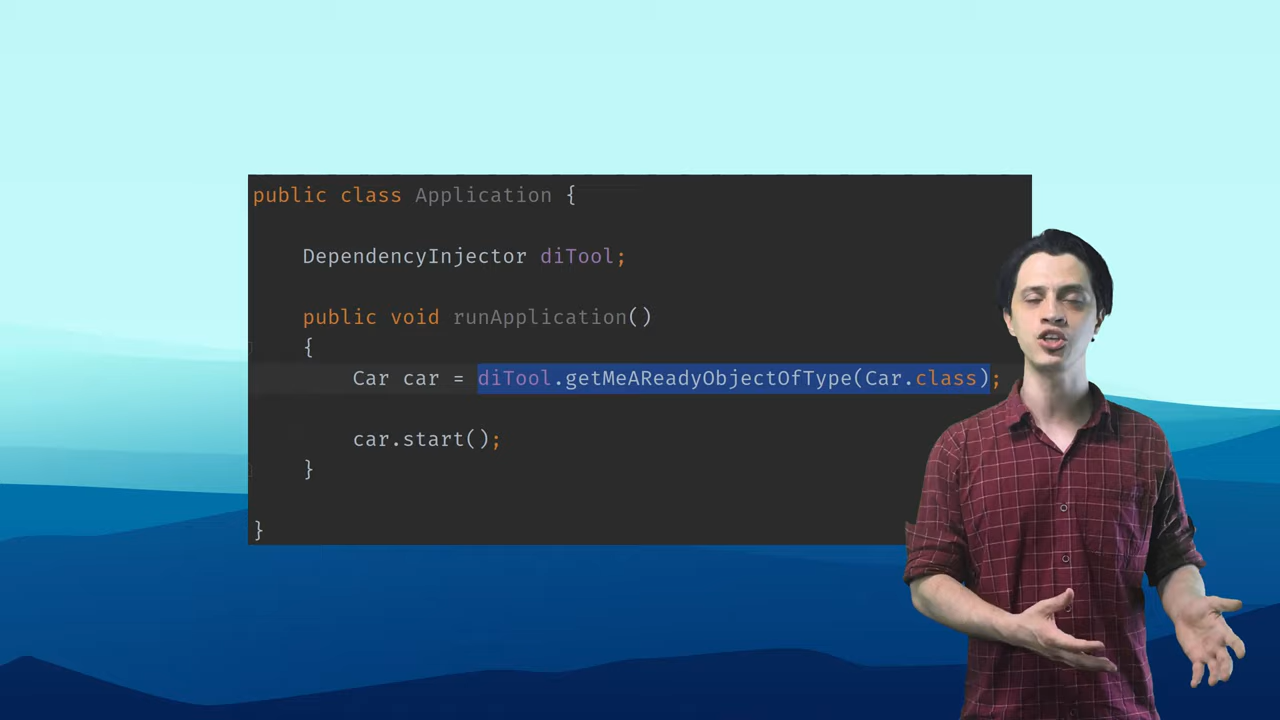 public class Application {
DependencyInjector diTool;
public void runApplication()
{
Car car = diTool.getMeAReadyObjectOfType(Car.class);
car.start();
}
}